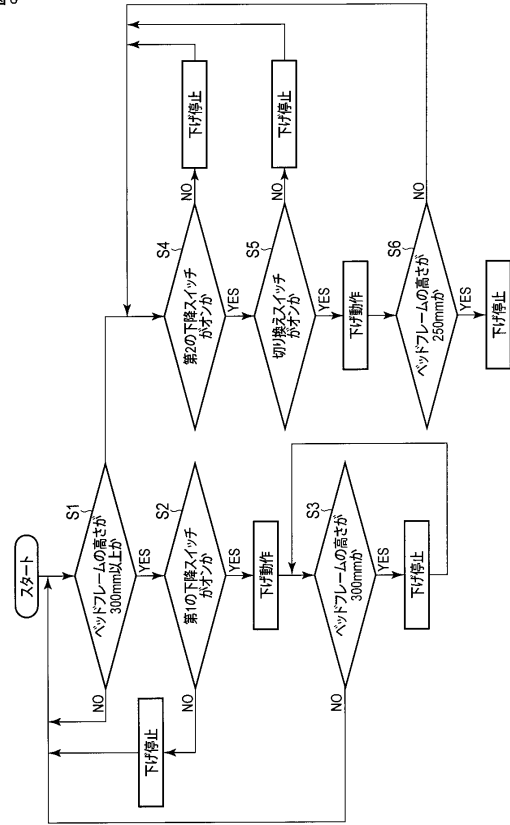 スタート
S1
ベッドフレームの高さが
300mm以上か
NO
YES
S2
第1の下降スイッチ
がオンか
NO
下げ停止
YES
下げ動作
S3
ベッドフレームの高さが
300mmか
NO
YES
下げ停止
S4
第2の下降スイッチ
がオンか
NO
下げ停止
YES
S5
切り換えスイッチ
がオンか
NO
下げ停止
YES
下げ動作
S6
ベッドフレームの高さが
250mmか
NO
YES
下げ停止